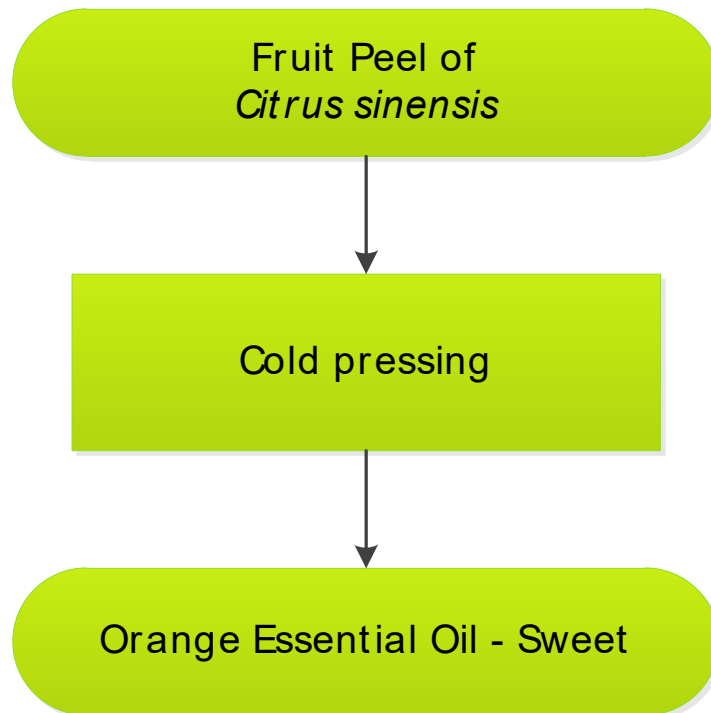 Fruit Peel of
Citrus sinensis
Cold pressing
Orange Essential Oil - Sweet